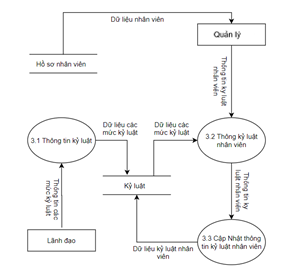 Dữ liệu nhân viên
Quản lý
Hồ sơ nhân viên
Thông tin kỷ luật
nhân viên
Dữ liệu các
mức kỷ luật
Dữ liệu các
mức kỷ luật
3.1 Thông tin kỷ luật
3.2 Thông kỷ luật
nhân viên
Kỷ luật
Thông tin các
mức kỷ luật
Thông tin kỷ
luật nhân viên
Lãnh đạo
Dữ liệu kỷ luật nhân viên
3.3 Cập Nhật thông
tin kỷ luật nhân viên